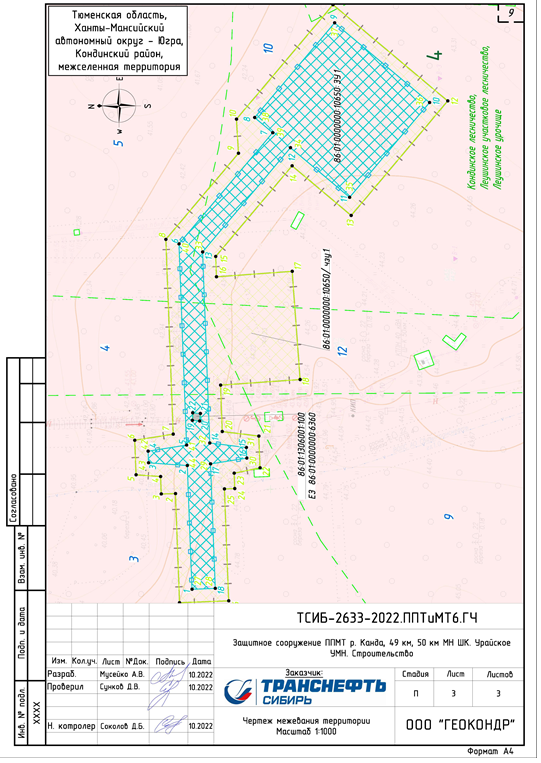 Тюменская область,
Ханты-Мансийский
автономный округ – Югра,
Кондинский район,
межселенная территория
9
E
N
S
W
5
10
4
Кондинское лесничество,
Леушинское участковое лесничество,
Леушинское урочище
86:01:0000000:10650:ЗУ1
86:01:0000000:10650/чзу1
4
12
86:01:1306001:100
ЕЗ 86:01:0000000:6360
3
9
Согласовано
Взам. инв. №
Подп. и дата
Инв. № подл.
ХХХХ
ТСИБ-2633-2022.ППТиМТ6.ГЧ
Защитное сооружение ППМТ р. Канда, 49 км, 50 км МН ШК. Урайское
УМН. Строительство
Изм. Кол.уч. Лист №Док. Подпись Дата
Разраб. Мусейко А.В. 10.2022
Проверил Сунков Д.В. 10.2022
Н. контролер Соколов Д.Б. 10.2022
Заказчик:
ТРАНСНЕФТЬ
СИБИРЬ
Стадия Лист Листов
П 3 3
Чертеж межевания территории
Масштаб 1:1000
ООО "ГЕОКОНДР"
Формат А4